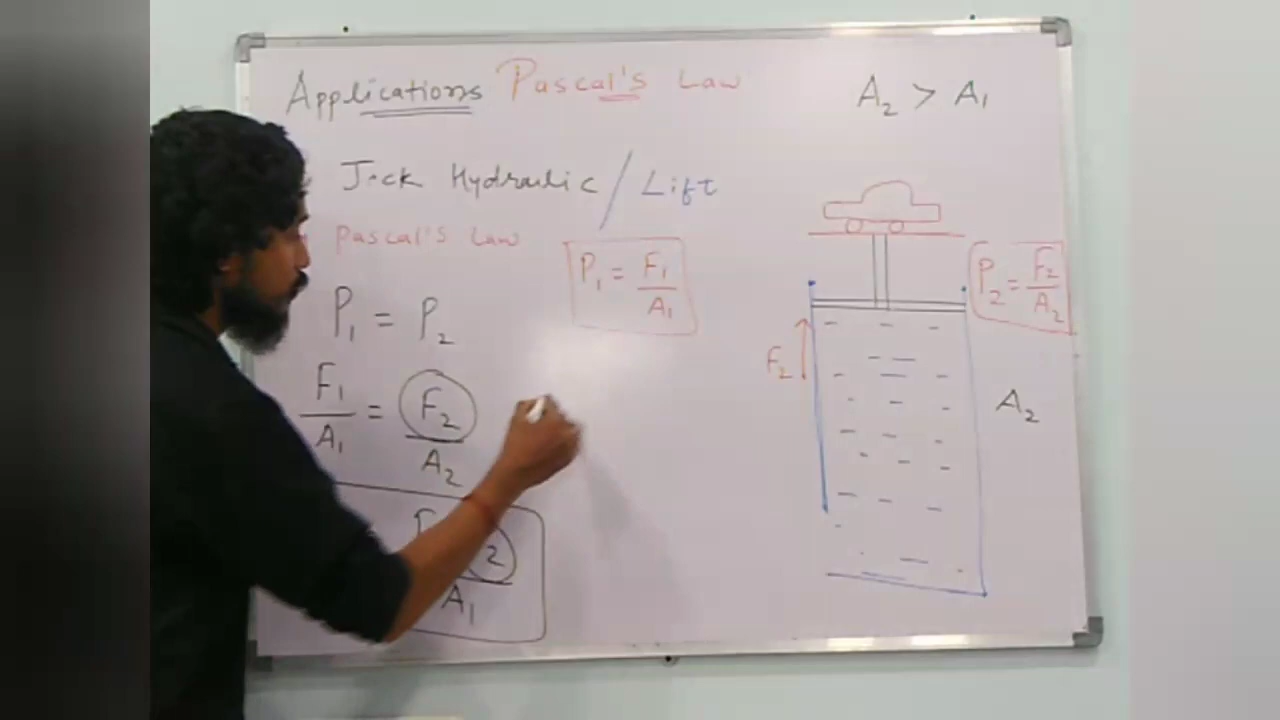 Applications Pascal's Law
A₂ > A₁
Jack Hydraulic / Lift
Pascal's Law
P₁ = F₁/A₁
P₂ = F₂/A₂
P₁ = P₂
F₁/A₁ = F₂/A₂
F₂
A₂
2
A₁